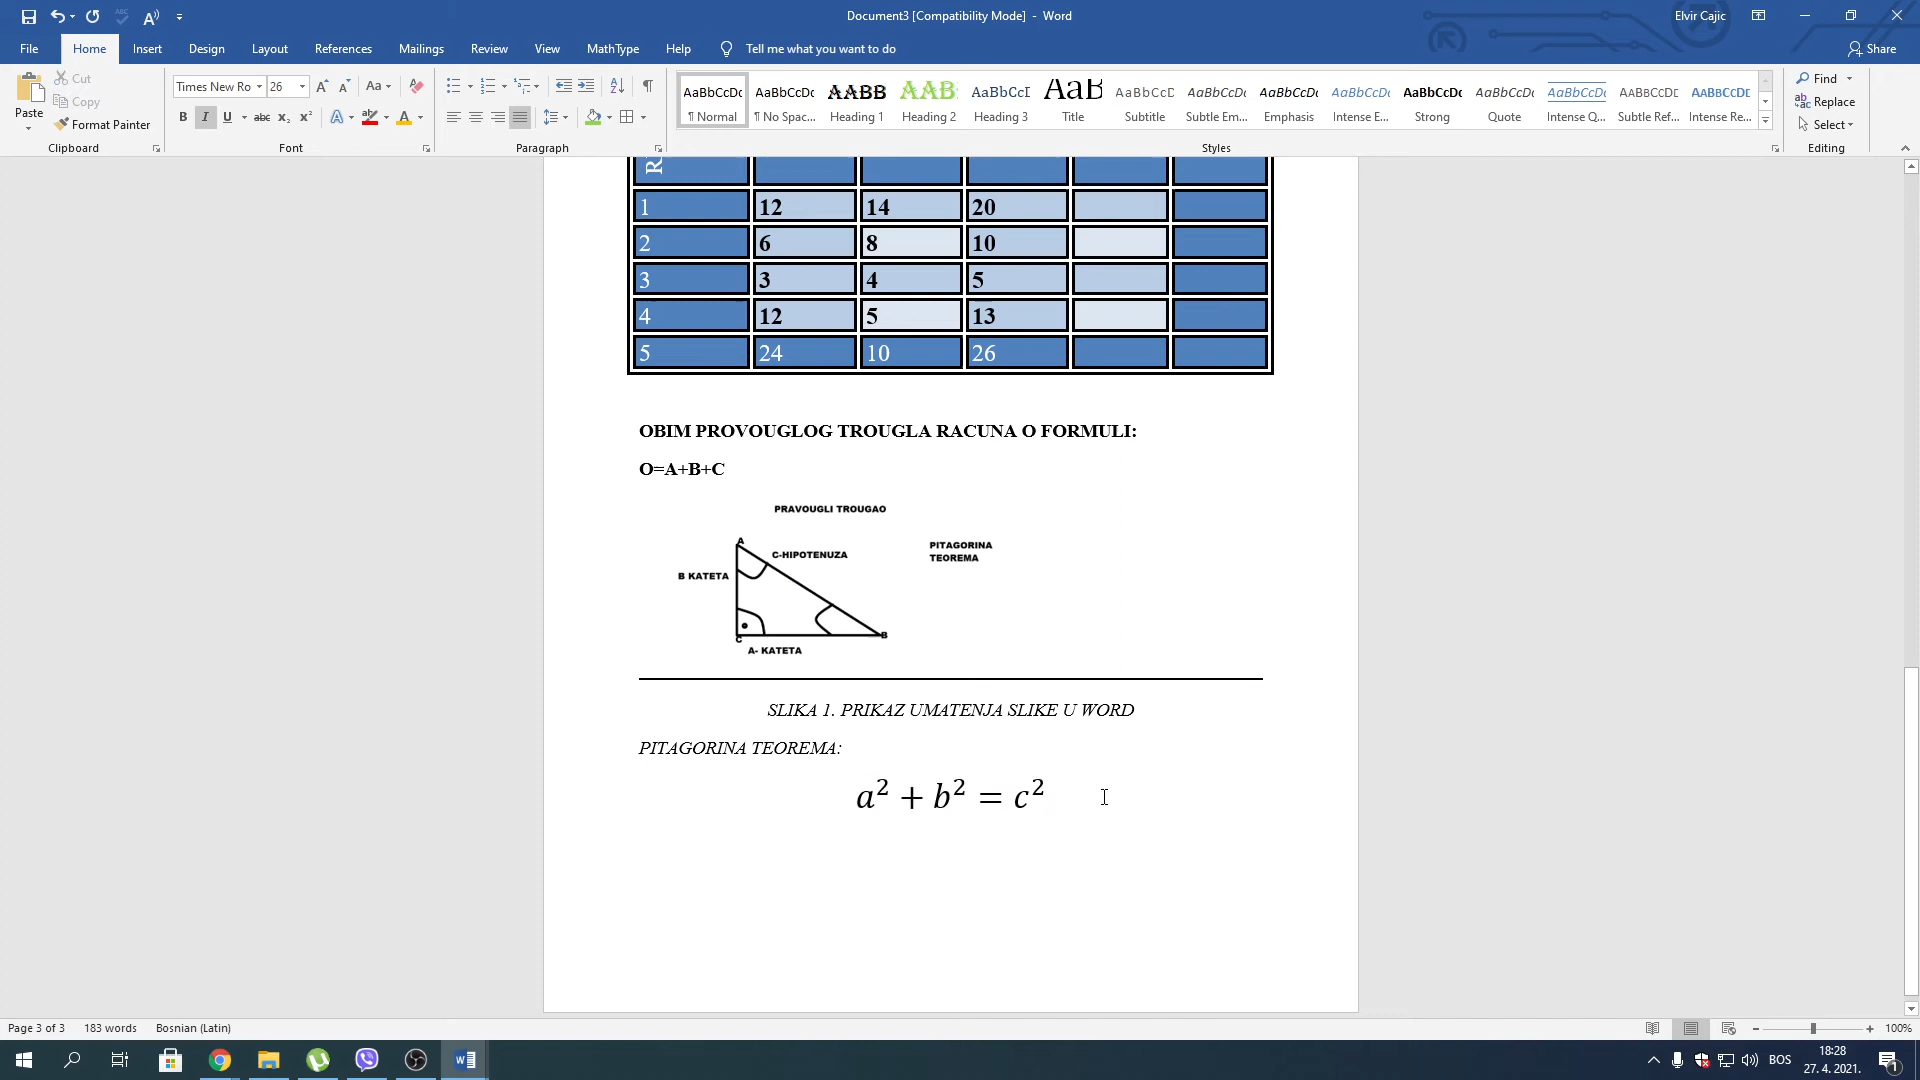 Document3 [Compatibility Mode] - Word
Elvir Cajic
File Home Insert Design Layout References Mailings Review View MathType Help Tell me what you want to do
Share
Paste
Cut
Copy
Format Painter
Clipboard
Times New Ro 26
Aa
B I U abc x₂ x²
Font
Paragraph
AaBbCcDc AaBbCcDc AABB AAB AaBbCcI AaB AaBbCcD AaBbCcDc AaBbCcDc AaBbCcDc AaBbCcDc AaBbCcDc AaBbCcDc AABBCCDE AABBCCDE
¶ Normal ¶ No Spac... Heading 1 Heading 2 Heading 3 Title Subtitle Subtle Em... Emphasis Intense E... Strong Quote Intense Q... Subtle Ref... Intense Re...
Styles
Find
Replace
Select
Editing
R
1 12 14 20
2 6 8 10
3 3 4 5
4 12 5 13
5 24 10 26
OBIM PROVOUGLOG TROUGLA RACUNA O FORMULI:
O=A+B+C
PRAVOUGLI TROUGAO
A
C-HIPOTENUZA
PITAGORINA
TEOREMA
B KATETA
C
B
A- KATETA
SLIKA 1. PRIKAZ UMATENJA SLIKE U WORD
PITAGORINA TEOREMA:
a² + b² = c²
Page 3 of 3 183 words Bosnian (Latin)
100%
BOS
18:28
27. 4. 2021.
1